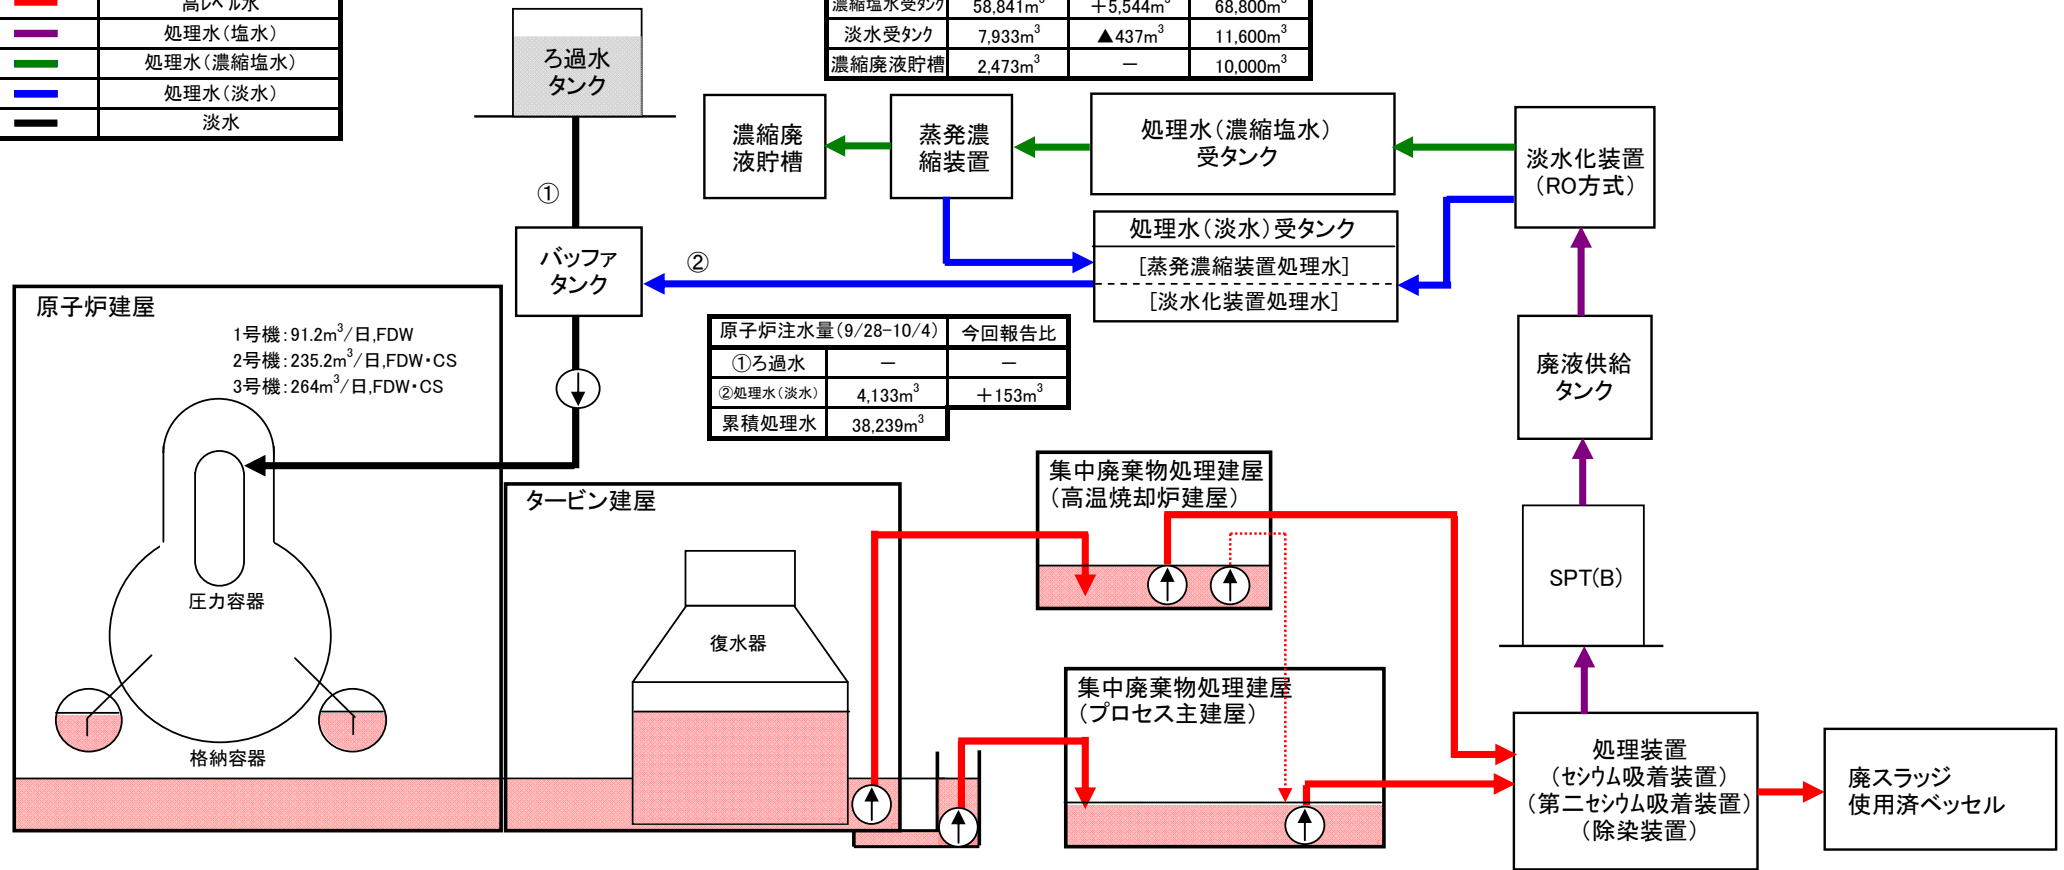 高レベル水
処理水(塩水)
処理水(濃縮塩水)
処理水(淡水)
淡水
濃縮塩水受タンク 58,841m³ +5,544m³ 68,800m³
淡水受タンク 7,933m³ ▲437m³ 11,600m³
濃縮廃液貯槽 2,473m³ － 10,000m³
ろ過水
タンク
①
バッファ
タンク
②
濃縮廃
液貯槽
蒸発濃
縮装置
処理水(濃縮塩水)
受タンク
淡水化装置
(RO方式)
処理水(淡水)受タンク
[蒸発濃縮装置処理水]
[淡水化装置処理水]
原子炉建屋
1号機:91.2m³/日,FDW
2号機:235.2m³/日,FDW・CS
3号機:264m³/日,FDW・CS
圧力容器
格納容器
原子炉注水量(9/28-10/4) 今回報告比
①ろ過水 － －
②処理水(淡水) 4,133m³ +153m³
累積処理水 38,239m³
廃液供給
タンク
タービン建屋
復水器
集中廃棄物処理建屋
(高温焼却炉建屋)
SPT(B)
集中廃棄物処理建屋
(プロセス主建屋)
処理装置
(セシウム吸着装置)
(第二セシウム吸着装置)
(除染装置)
廃スラッジ
使用済ベッセル